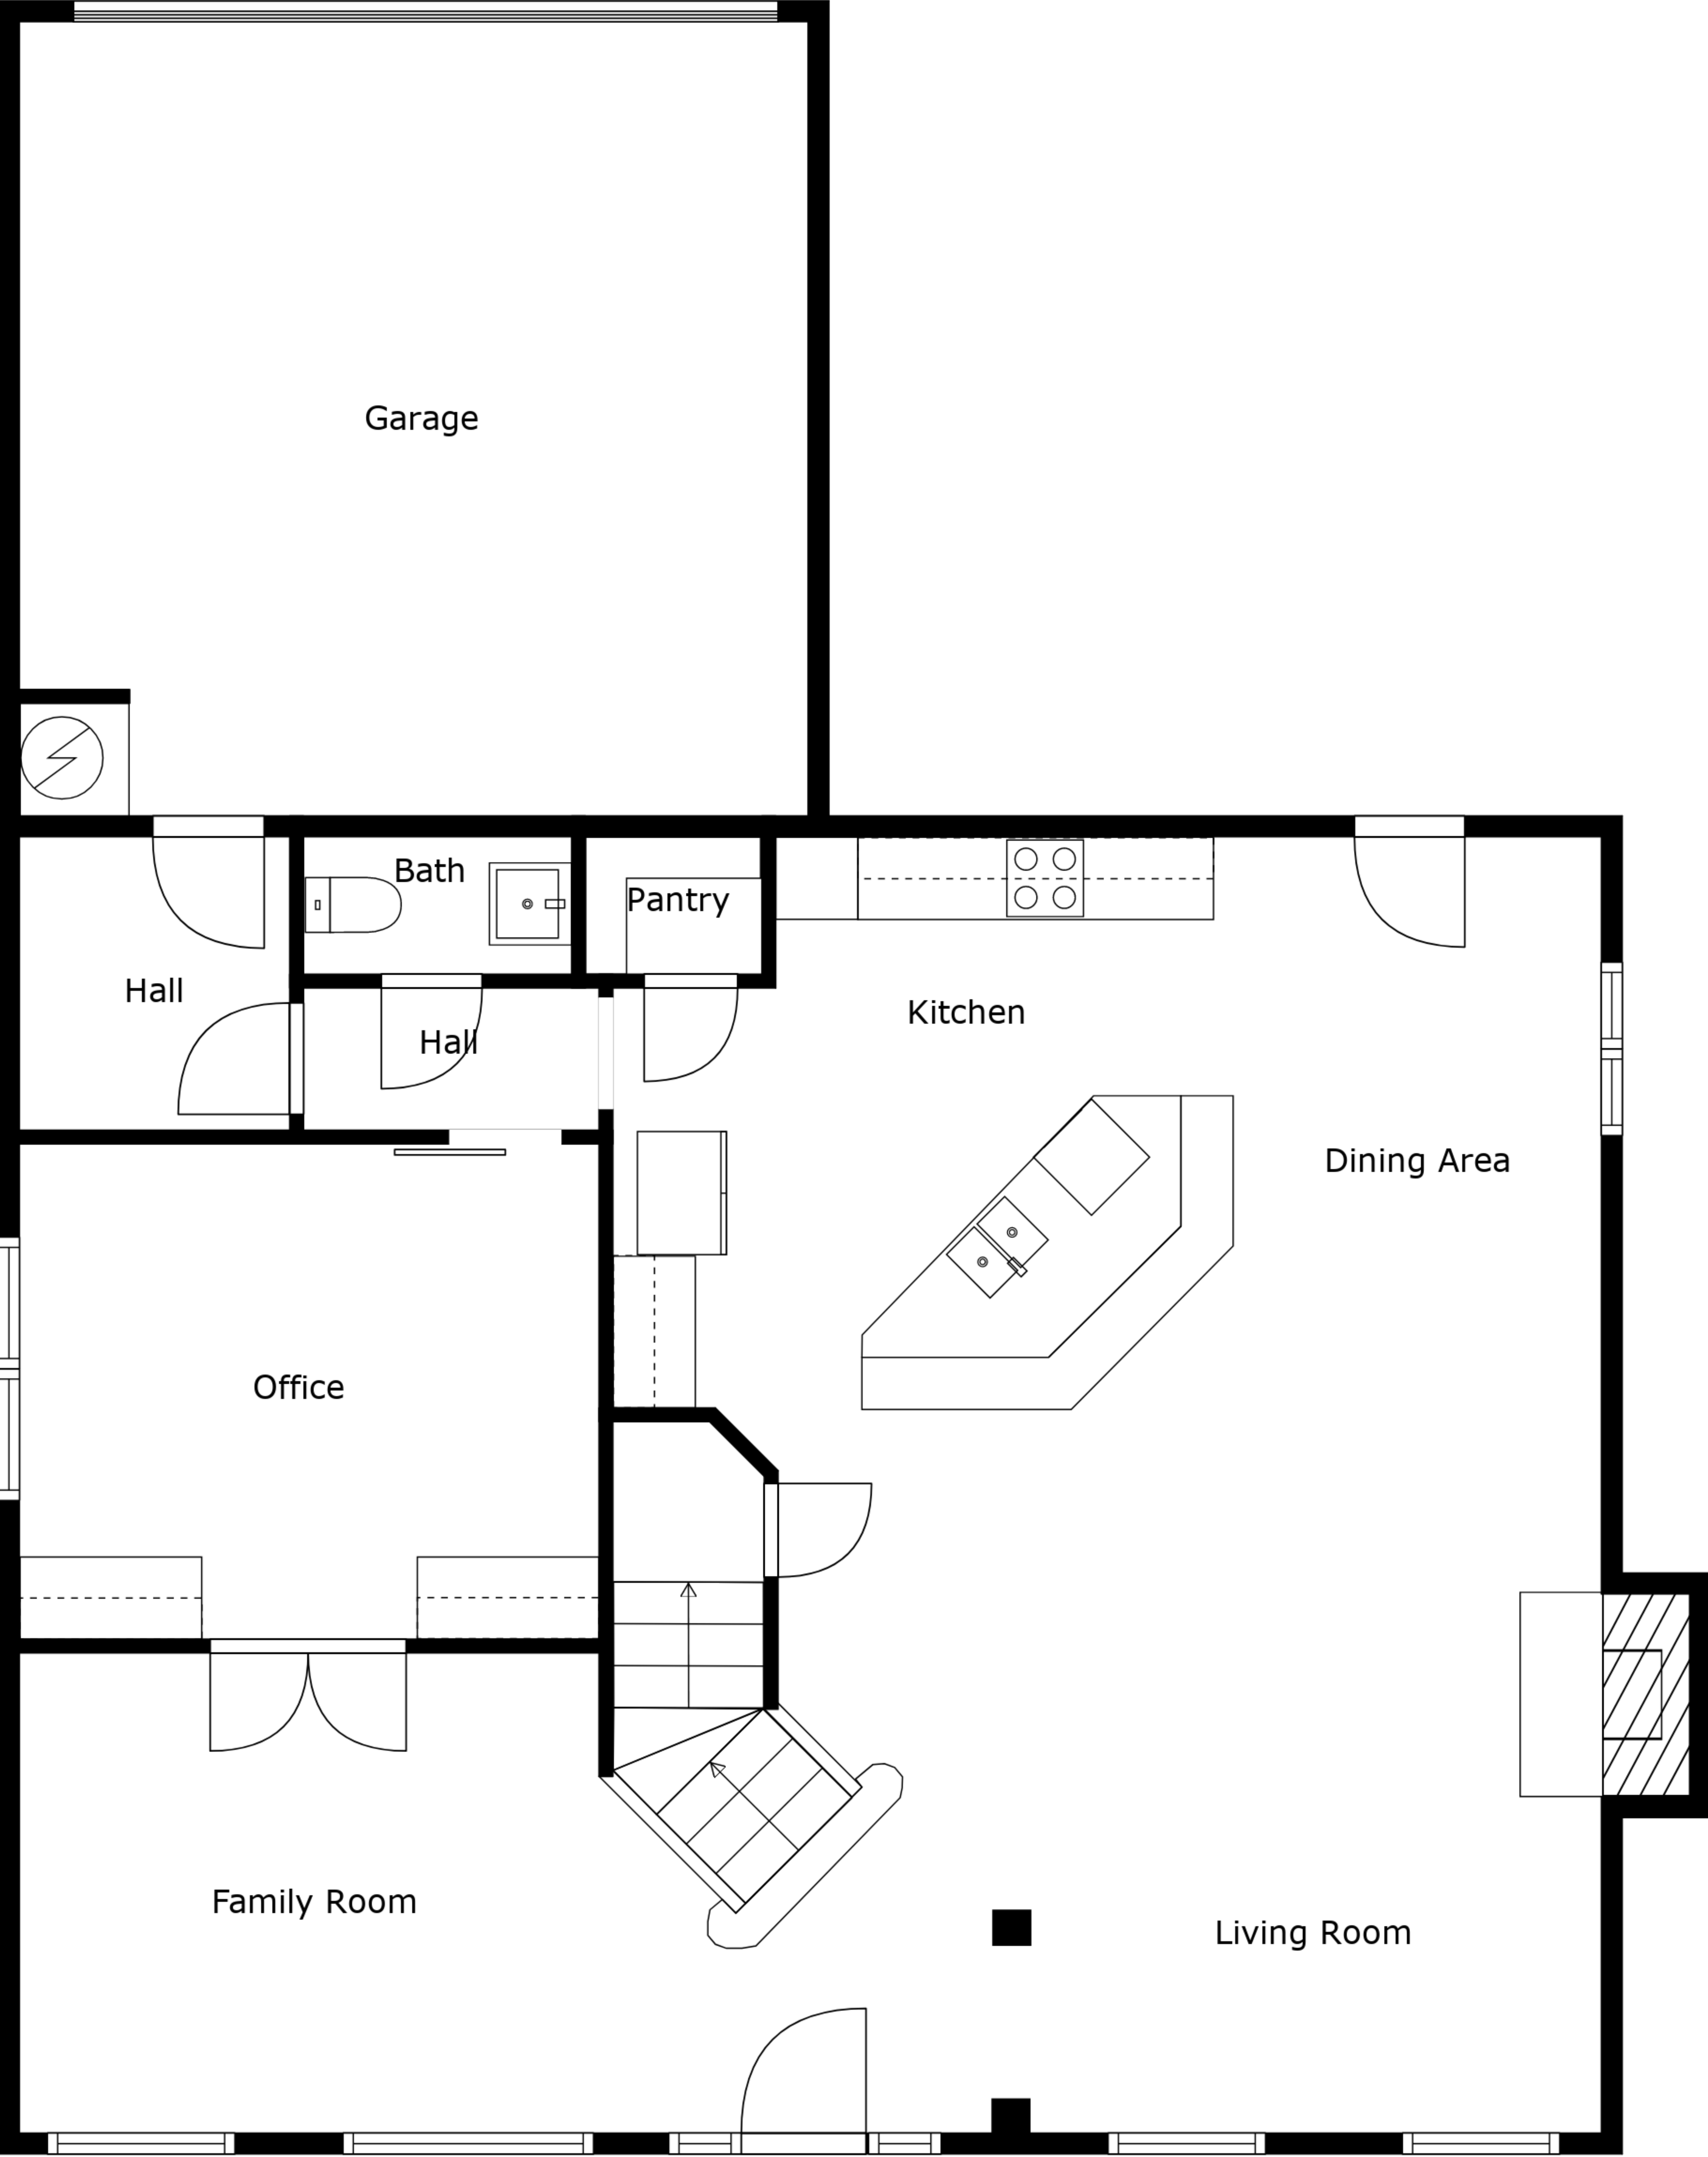 Garage
Bath
Pantry
Hall
Kitchen
Hall
Dining Area
Office
Family Room
Living Room